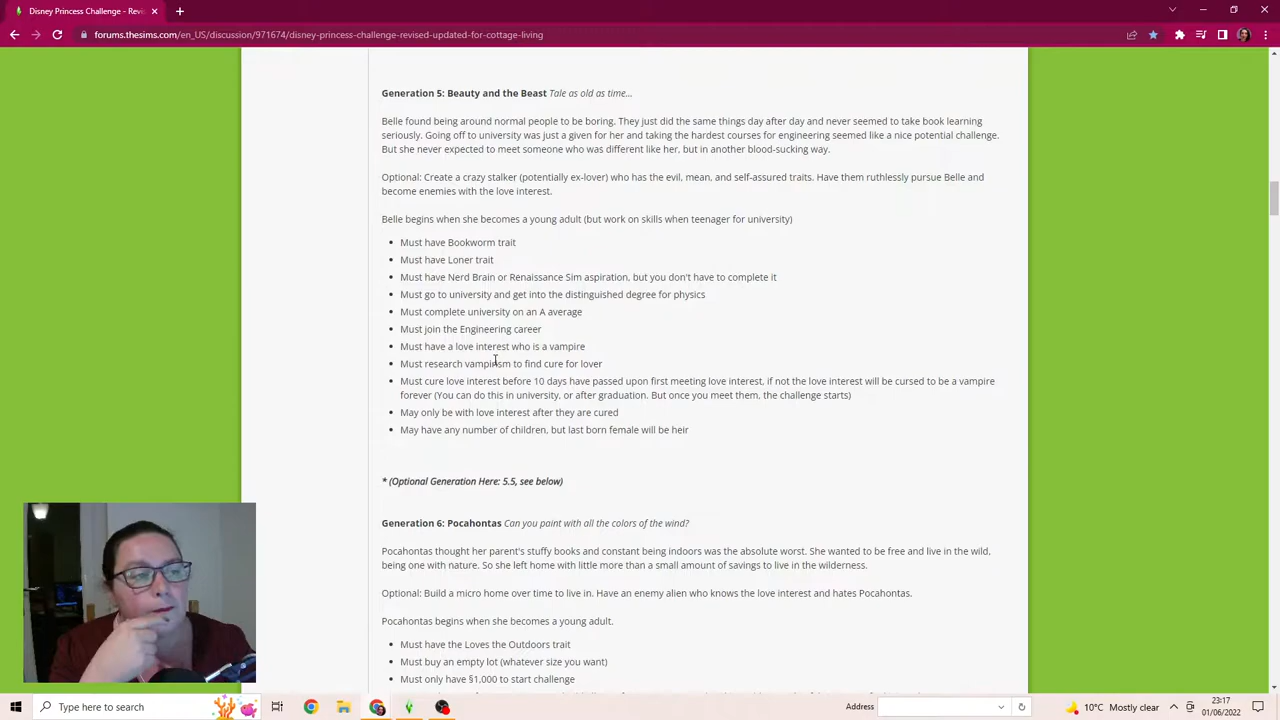 Disney Princess Challenge - Revi
forums.thesims.com/en_US/discussion/971674/disney-princess-challenge-revised-updated-for-cottage-living
Generation 5: Beauty and the Beast Tale as old as time...
Belle found being around normal people to be boring. They just did the same things day after day and never seemed to take book learning
seriously. Going off to university was just a given for her and taking the hardest courses for engineering seemed like a nice potential challenge.
But she never expected to meet someone who was different like her, but in another blood-sucking way.
Optional: Create a crazy stalker (potentially ex-lover) who has the evil, mean, and self-assured traits. Have them ruthlessly pursue Belle and
become enemies with the love interest.
Belle begins when she becomes a young adult (but work on skills when teenager for university)
• Must have Bookworm trait
• Must have Loner trait
• Must have Nerd Brain or Renaissance Sim aspiration, but you don't have to complete it
• Must go to university and get into the distinguished degree for physics
• Must complete university on an A average
• Must join the Engineering career
• Must have a love interest who is a vampire
• Must research vampirism to find cure for lover
• Must cure love interest before 10 days have passed upon first meeting love interest, if not the love interest will be cursed to be a vampire
forever (You can do this in university, or after graduation. But once you meet them, the challenge starts)
• May only be with love interest after they are cured
• May have any number of children, but last born female will be heir
* (Optional Generation Here: 5.5, see below)
Generation 6: Pocahontas Can you paint with all the colors of the wind?
Pocahontas thought her parent's stuffy books and constant being indoors was the absolute worst. She wanted to be free and live in the wild,
being one with nature. So she left home with little more than a small amount of savings to live in the wilderness.
Optional: Build a micro home over time to live in. Have an enemy alien who knows the love interest and hates Pocahontas.
Pocahontas begins when she becomes a young adult.
• Must have the Loves the Outdoors trait
• Must buy an empty lot (whatever size you want)
• Must only have §1,000 to start challenge
Type here to search
Address
10°C Mostly clear
23:17
01/06/2022